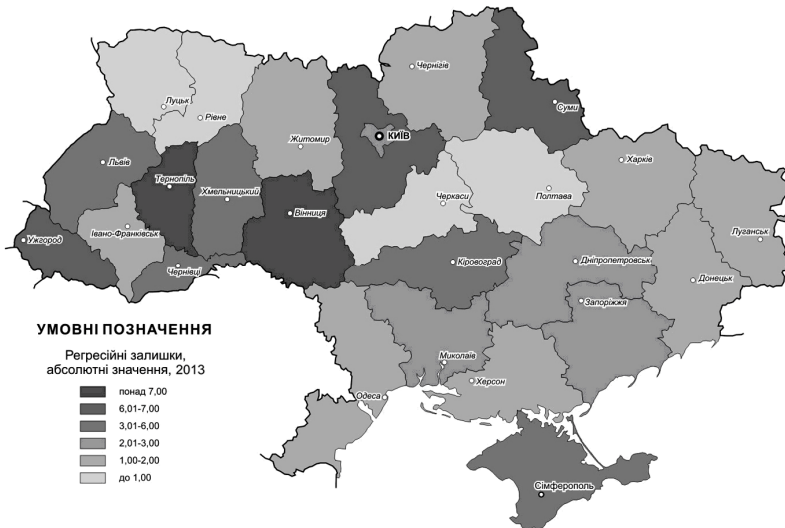 Чернігів
Суми
Луцьк
Рівне
Житомир
КИЇВ
Львів
Тернопіль
Хмельницький
Харків
Черкаси
Полтава
Вінниця
Івано-Франківськ
Ужгород
Луганськ
Чернівці
Кіровоград
Дніпропетровськ
Донецьк
Запоріжжя
УМОВНІ ПОЗНАЧЕННЯ
Регресійні залишки,
абсолютні значення, 2013
понад 7,00
6,01-7,00
3,01-6,00
2,01-3,00
1,00-2,00
до 1,00
Миколаїв
Херсон
Одеса
Сімферополь